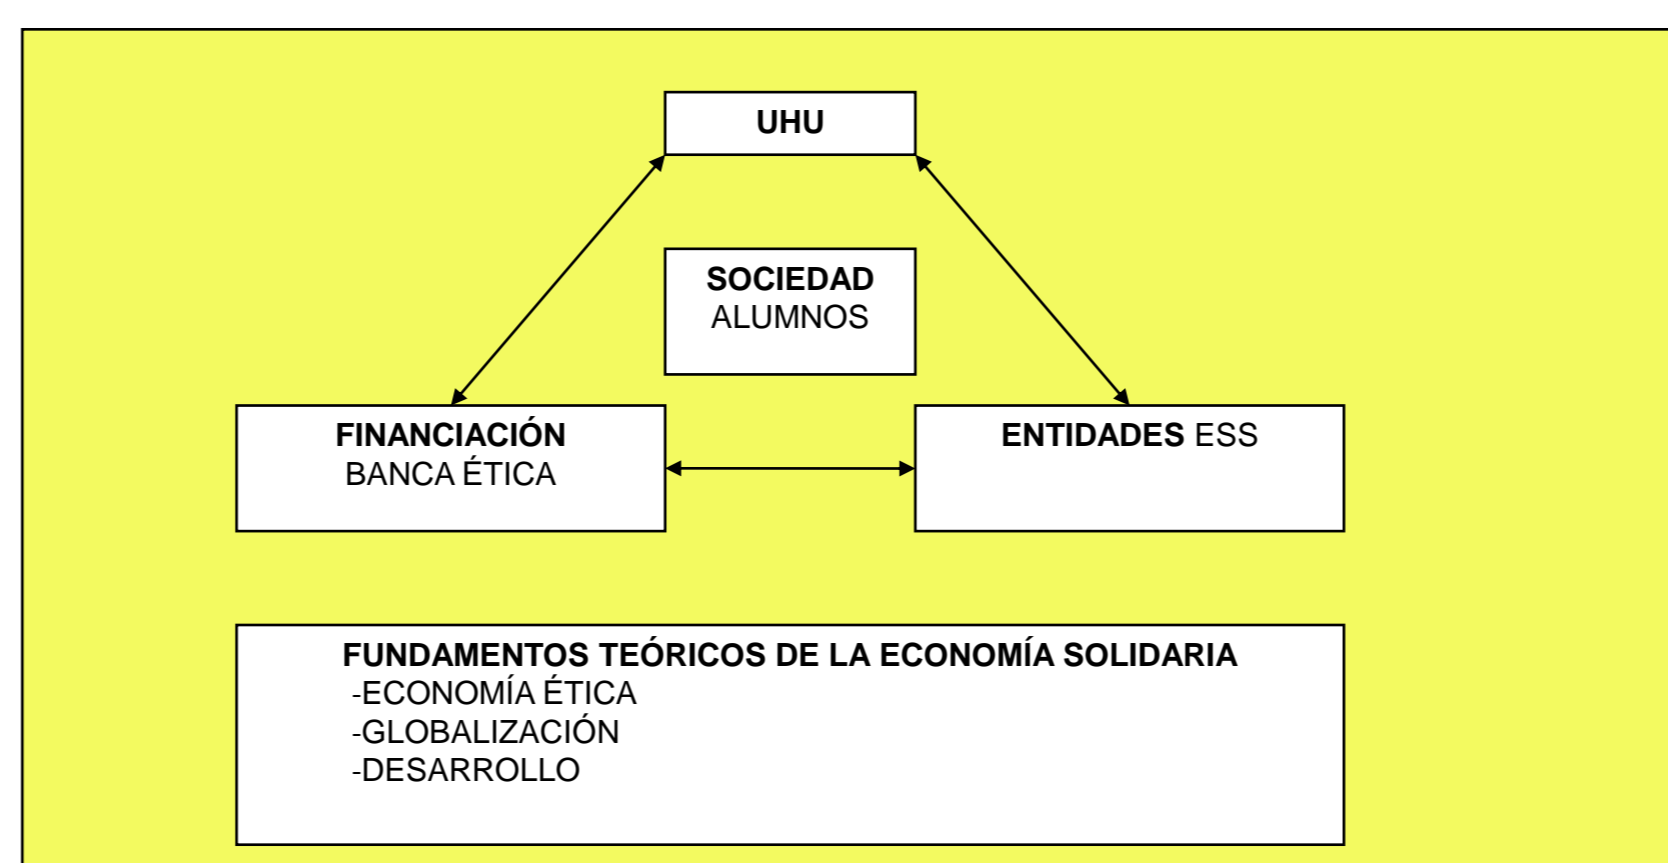 UHU
SOCIEDAD
ALUMNOS
FINANCIACIÓN
BANCA ÉTICA
ENTIDADES ESS
FUNDAMENTOS TEÓRICOS DE LA ECONOMÍA SOLIDARIA
-ECONOMÍA ÉTICA
-GLOBALIZACIÓN
-DESARROLLO